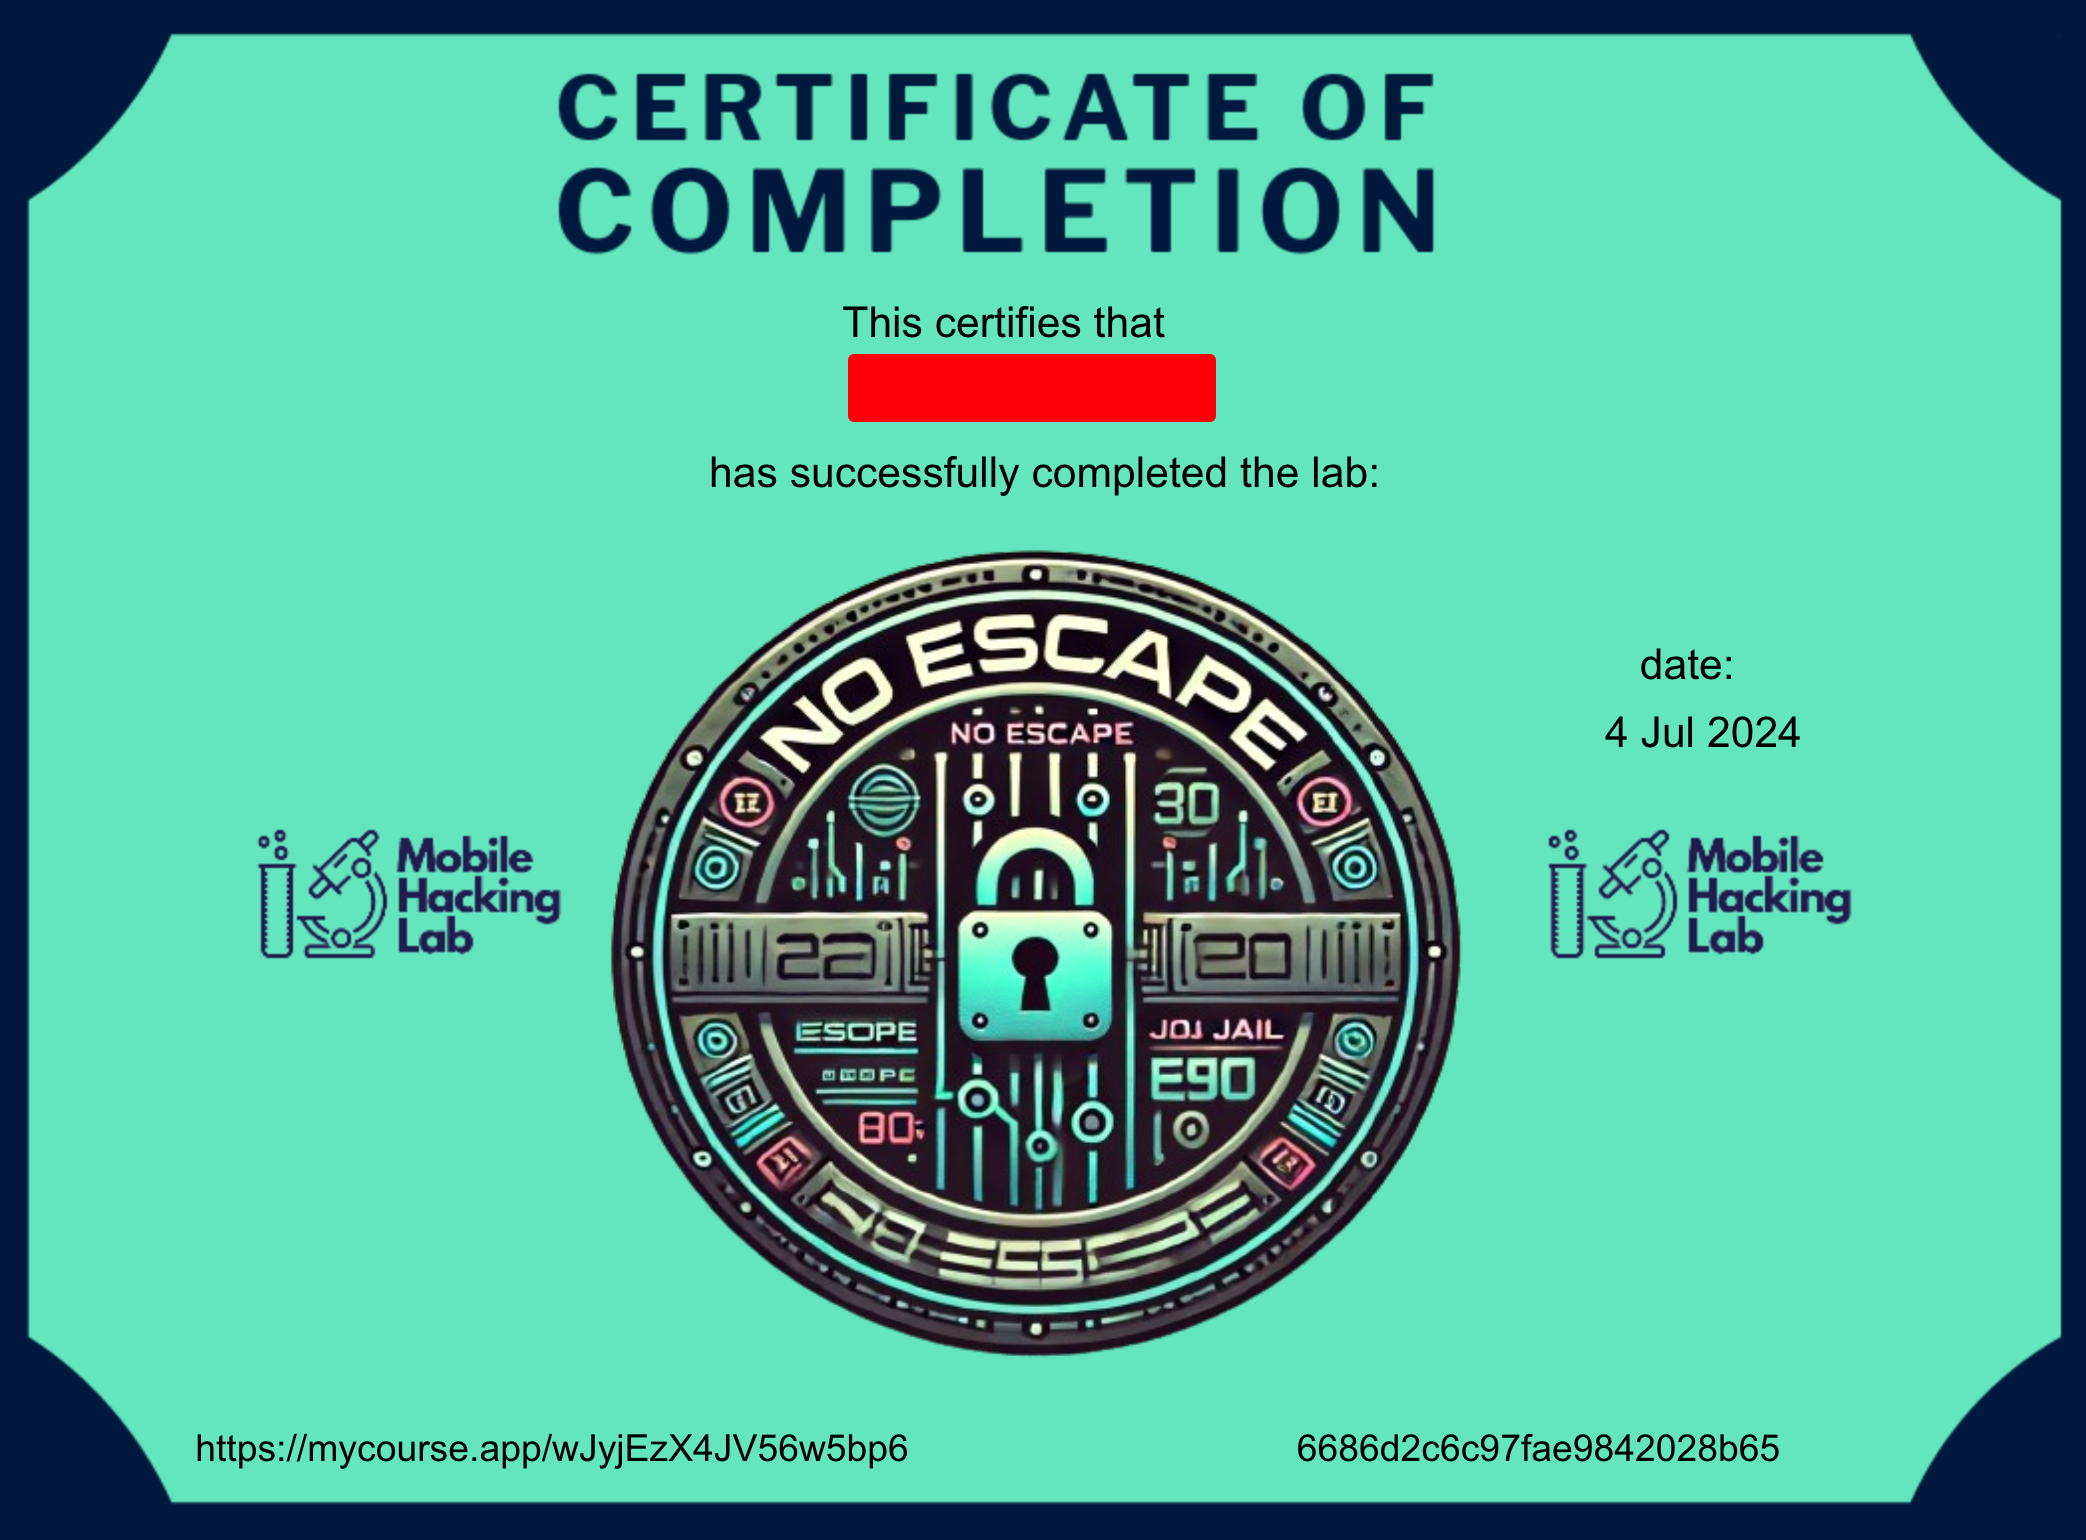 CERTIFICATE OF
COMPLETION
This certifies that
has successfully completed the lab:
NO ESCAPE
NO ESCAPE
30
22
20
ESOPE
JOJ JAIL
E90
80
date:
4 Jul 2024
Mobile
Hacking
Lab
Mobile
Hacking
Lab
https://mycourse.app/wJyjEzX4JV56w5bp6
6686d2c6c97fae9842028b65